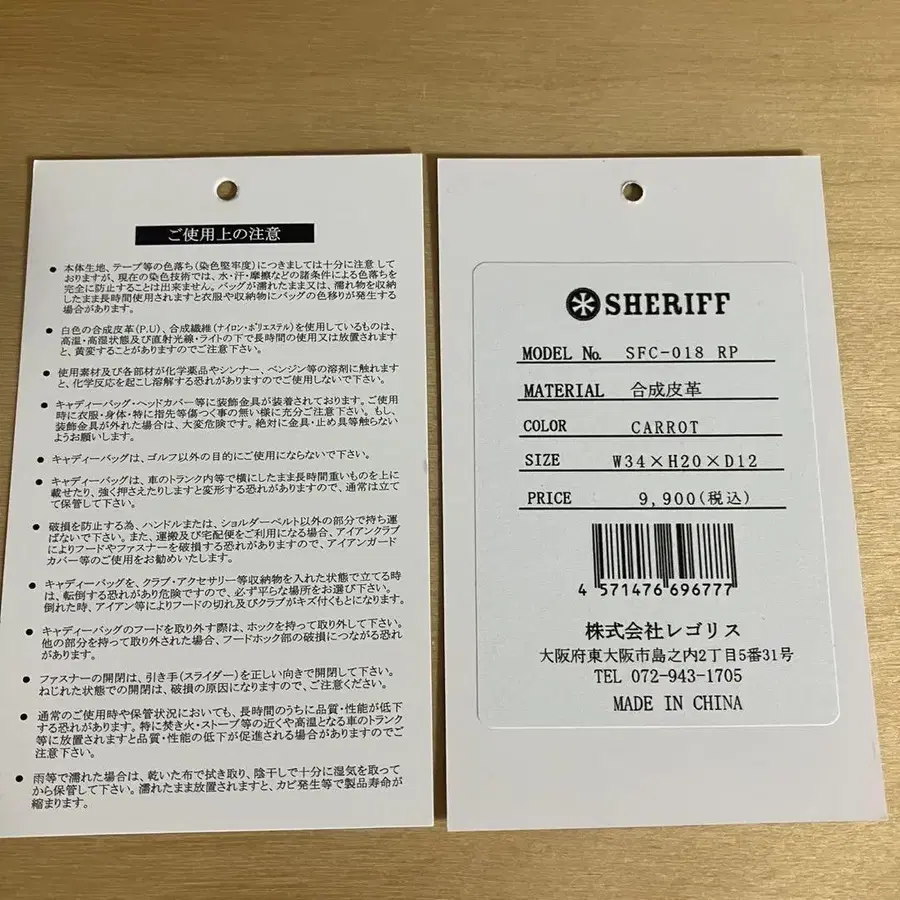 ご使用上の注意
● 本体生地、テープ等の色落ち(染色堅牢度)につきましては十分に注意して
おりますが、現在の染色技術では、水・汗・摩擦などの諸条件による色落ちを
完全に防止することは出来ません。バッグが濡れたまま又は、濡れ物を収納
したまま長時間使用されますと衣服や収納物にバッグの色移りが発生する
場合があります。
● 白色の合成皮革(P.U)、合成繊維(ナイロン・ポリエステル)を使用しているものは、
高温・高湿状態及び直射光線・ライトの下で長時間の使用又は放置されます
と、黄変することがありますのでご注意下さい。
● 使用素材及び各部材が化学薬品やシンナー、ベンジン等の溶剤に触れます
と、化学反応を起こし溶解する恐れがありますのでご使用しないで下さい。
● キャディーバッグ・ヘッドカバー等に装飾金具が装着されております。ご使用
時に衣服・身体・特に指先等傷つく事の無い様に充分ご注意下さい。もし、
装飾金具が外れた場合は、大変危険です。絶対に金具・止め具等触らない
ようお願いします。
● キャディーバッグは、ゴルフ以外の目的にご使用にならないで下さい。
● キャディーバッグは、車のトランク内等で横にしたまま長時間重いものを上に
載せたり、強く押さえたりしますと変形する恐れがありますので、通常は立て
て保管して下さい。
● 破損を防止する為、ハンドルまたは、ショルダーベルト以外の部分で持ち運
ばないで下さい。また、運搬及び宅配便をご利用になる場合、アイアンクラブ
によりフードやファスナーを破損する恐れがありますので、アイアンガード
カバー等のご使用をお勧めいたします。
● キャディーバッグを、クラブ・アクセサリー等収納物を入れた状態で立てる時
は、転倒する恐れがあり危険ですので、必ず平らな場所をお選び下さい。
倒れた時、アイアン等によりフードの切れ及びクラブがキズ付くもとになります。
● キャディーバッグのフードを取り外す際は、ホックを持って取り外して下さい。
他の部分を持って取り外された場合、フードホック部の破損につながる恐れ
があります。
● ファスナーの開閉は、引き手(スライダー)を正しい向きで開閉して下さい。
ねじれた状態での開閉は、破損の原因になりますので、ご注意ください。
● 通常のご使用時や保管状況においても、長時間のうちに品質・性能が低下
する恐れがあります。特に焚き火・ストーブ等の近くや高温となる車のトランク
等に放置されますと品質・性能の低下が促進される場合がありますのでご
注意下さい。
● 雨等で濡れた場合は、乾いた布で拭き取り、陰干しで十分に湿気を取って
から保管して下さい。濡れたまま放置されますと、カビ発生等で製品寿命が
縮まります。
SHERIFF
MODEL No. SFC-018 RP
MATERIAL 合成皮革
COLOR CARROT
SIZE W34×H20×D12
PRICE 9,900(税込)
4 571476 696777
株式会社レゴリス
大阪府東大阪市島之内2丁目5番31号
TEL 072-943-1705
MADE IN CHINA